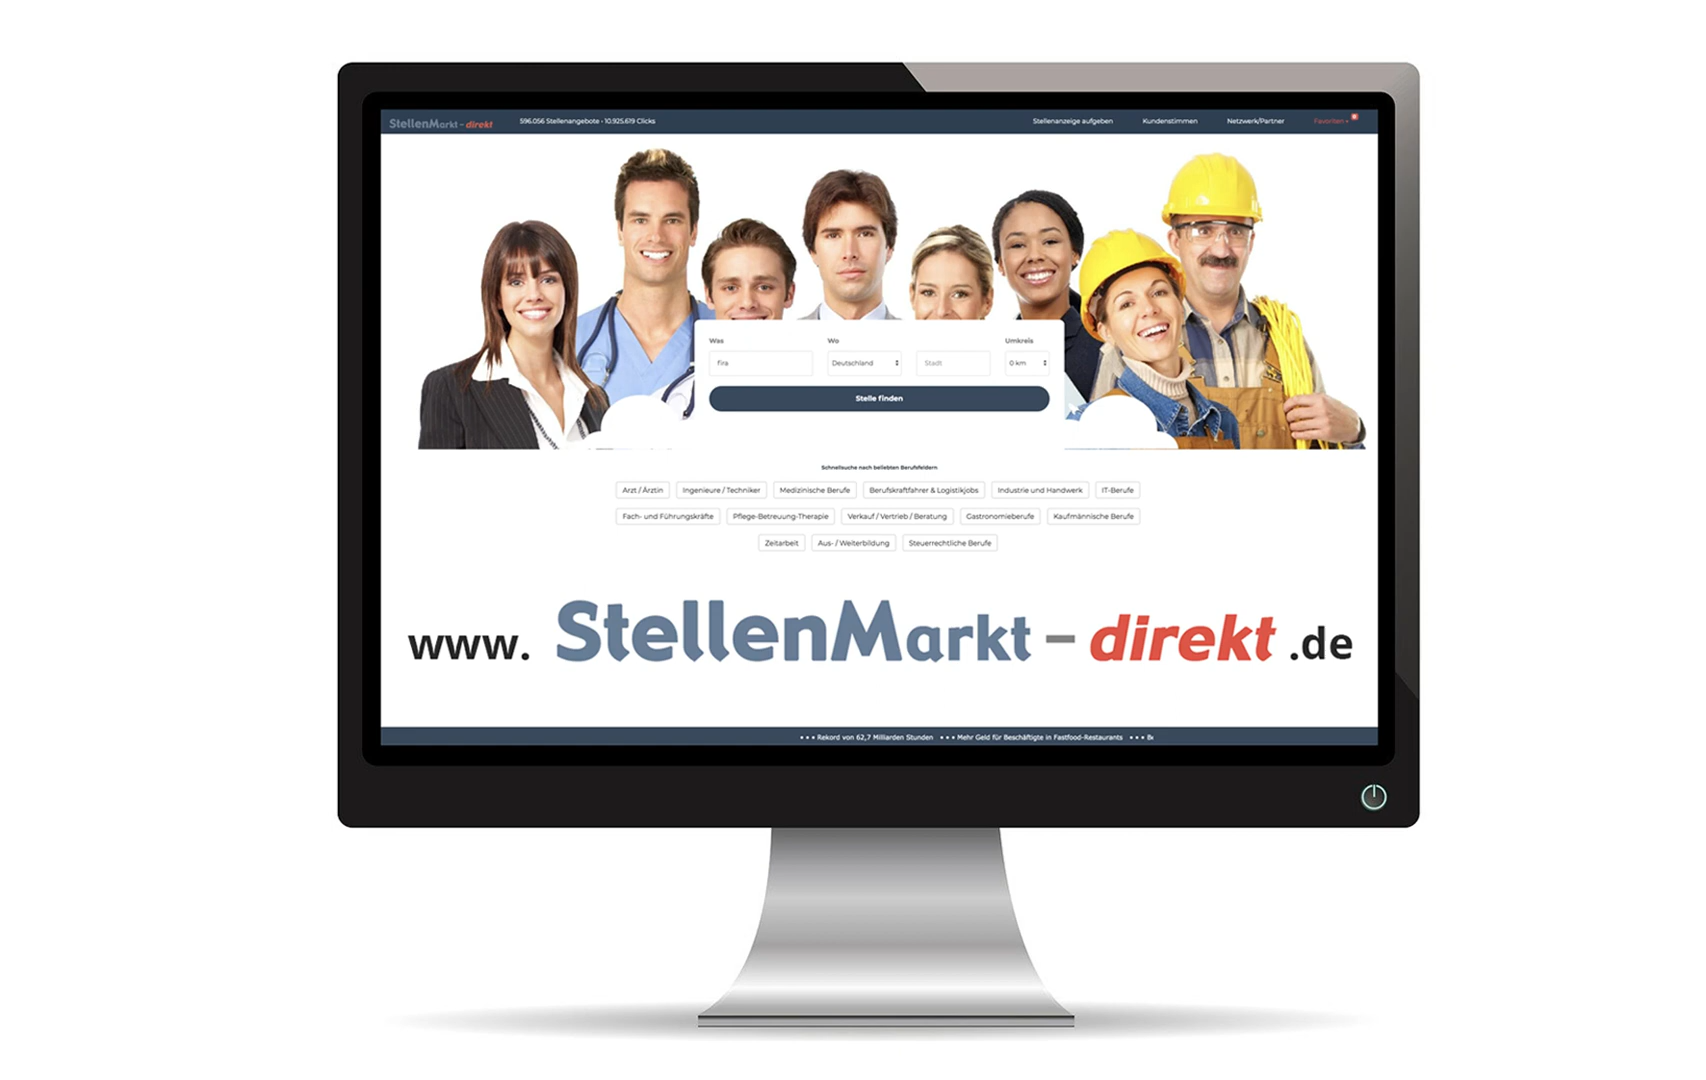 StellenMarkt - direkt 596.056 Stellenangebote - 10.925.619 Clicks Stellenanzeige aufgeben Kundenstimmen Netzwerk/Partner Favoriten
Was Wo Umkreis
fira Deutschland Stadt 0 km
Stelle finden
Schnellsuche nach beliebten Berufsfeldern
Arzt / Ärztin Ingenieure / Techniker Medizinische Berufe Berufskraftfahrer & Logistikjobs Industrie und Handwerk IT-Berufe
Fach- und Führungskräfte Pflege-Betreuung-Therapie Verkauf / Vertrieb / Beratung Gastronomieberufe Kaufmännische Berufe
Zeitarbeit Aus- / Weiterbildung Steuerrechtliche Berufe
www. StellenMarkt - direkt .de
• • • Rekord von 62,7 Milliarden Stunden • • • Mehr Geld für Beschäftigte in Fastfood-Restaurants • • •